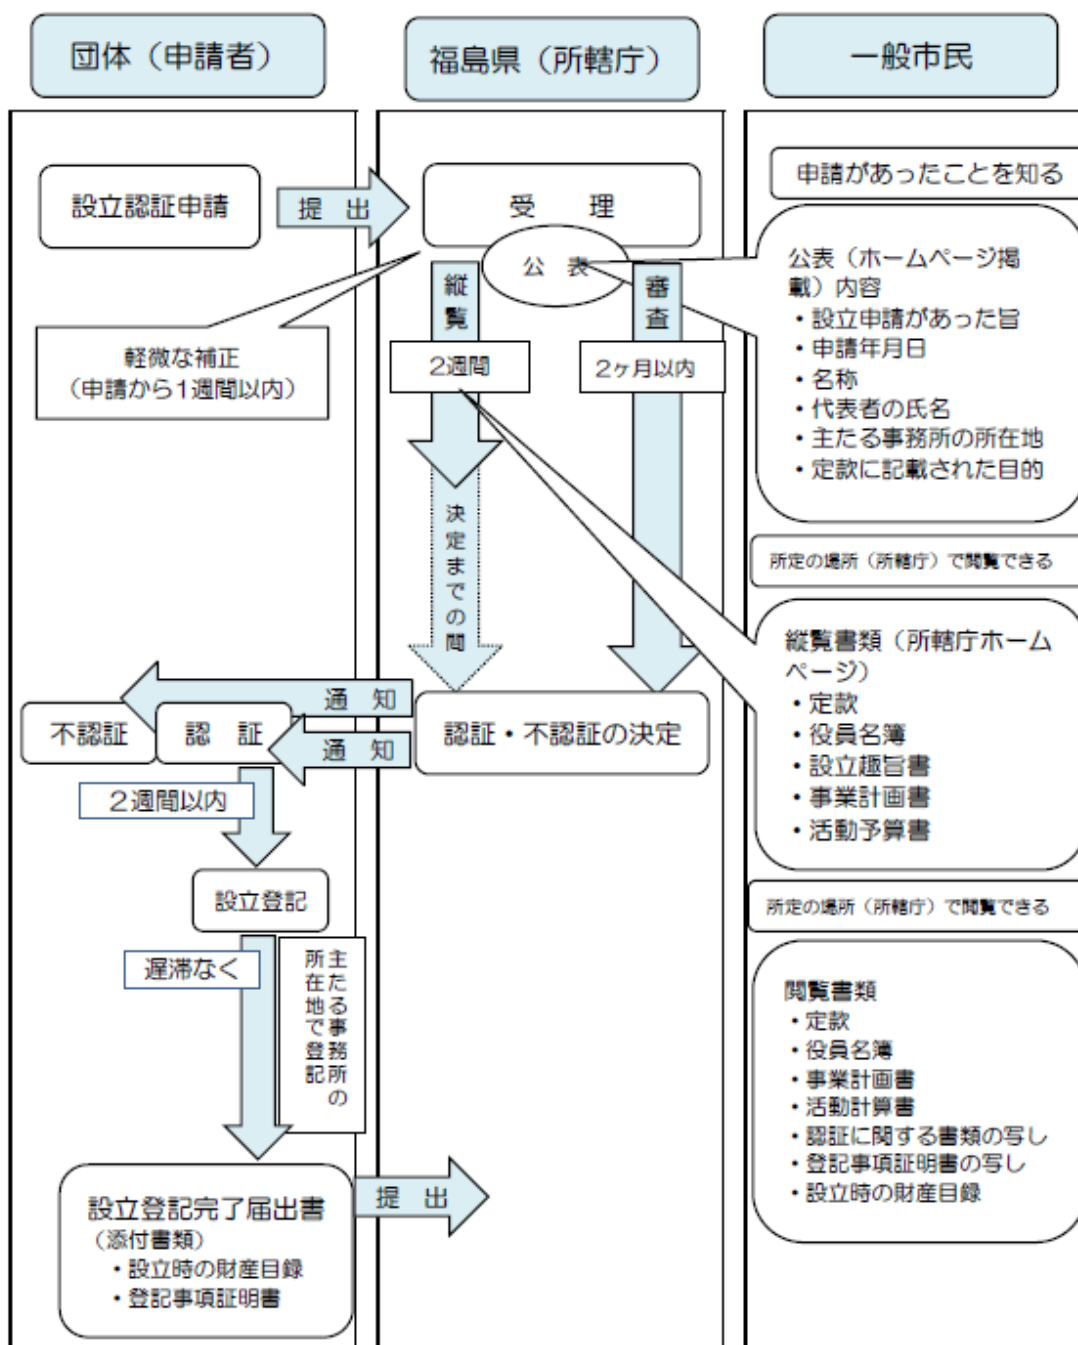 団体（申請者）
福島県（所轄庁）
一般市民
設立認証申請
提　出
受　　理
公　表
縦覧
審査
軽微な補正
（申請から１週間以内）
２週間
２ヶ月以内
決定までの間
通　知
通　知
認証・不認証の決定
不認証
認　証
２週間以内
設立登記
遅滞なく
主たる事務所の
所在地で登記
設立登記完了届出書
（添付書類）
・設立時の財産目録
・登記事項証明書
提　出
申請があったことを知る
公表（ホームページ掲
載）内容
・設立申請があった旨
・申請年月日
・名称
・代表者の氏名
・主たる事務所の所在地
・定款に記載された目的
所定の場所（所轄庁）で閲覧できる
縦覧書類（所轄庁ホーム
ページ）
・定款
・役員名簿
・設立趣旨書
・事業計画書
・活動予算書
所定の場所（所轄庁）で閲覧できる
閲覧書類
・定款
・役員名簿
・事業計画書
・活動計算書
・認証に関する書類の写し
・登記事項証明書の写し
・設立時の財産目録